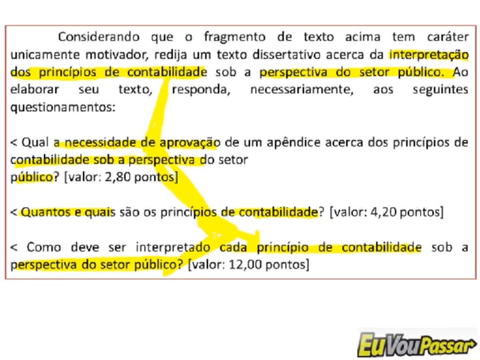 Considerando que o fragmento de texto acima tem caráter
unicamente motivador, redija um texto dissertativo acerca da interpretação
dos princípios de contabilidade sob a perspectiva do setor público. Ao
elaborar seu texto, responda, necessariamente, aos seguintes
questionamentos:
< Qual a necessidade de aprovação de um apêndice acerca dos princípios de
contabilidade sob a perspectiva do setor
público? [valor: 2,80 pontos]
< Quantos e quais são os princípios de contabilidade? [valor: 4,20 pontos]
< Como deve ser interpretado cada princípio de contabilidade sob a
perspectiva do setor público? [valor: 12,00 pontos]
EuVouPassar